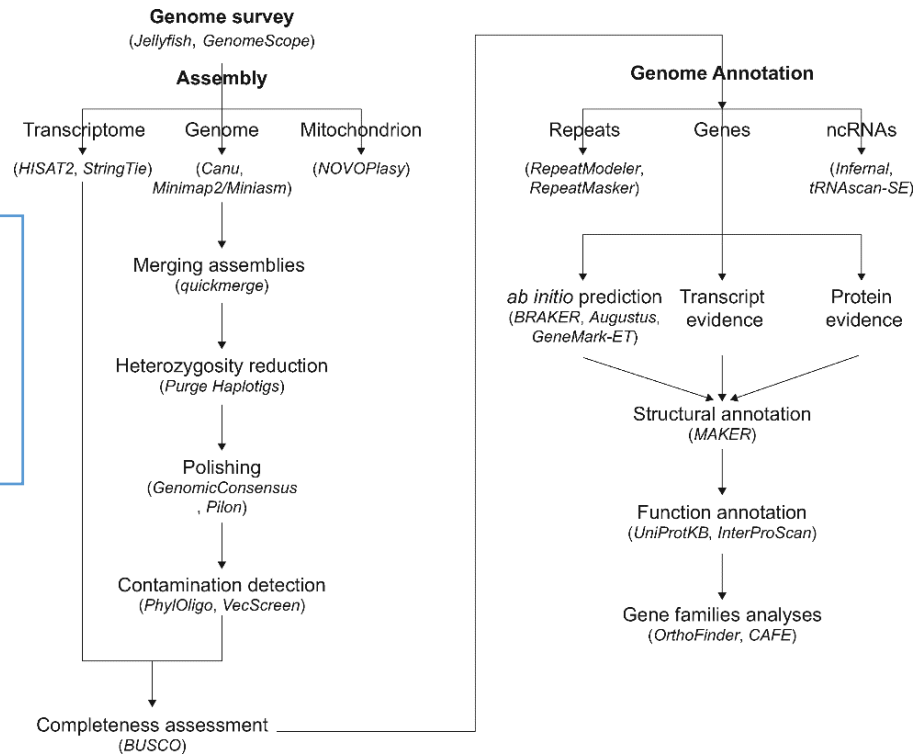 Genome survey
(Jellyfish, GenomeScope)
Assembly
Transcriptome
(HISAT2, StringTie)
Genome
(Canu,
Minimap2/Miniasm)
Mitochondrion
(NOVOPlasy)
Merging assemblies
(quickmerge)
Heterozygosity reduction
(Purge Haplotigs)
Polishing
(GenomicConsensus
, Pilon)
Contamination detection
(PhylOligo, VecScreen)
Completeness assessment
(BUSCO)
Genome Annotation
Repeats
(RepeatModeler,
RepeatMasker)
Genes
ncRNAs
(Infernal,
tRNAscan-SE)
ab initio prediction
(BRAKER, Augustus,
GeneMark-ET)
Transcript
evidence
Protein
evidence
Structural annotation
(MAKER)
Function annotation
(UniProtKB, InterProScan)
Gene families analyses
(OrthoFinder, CAFE)